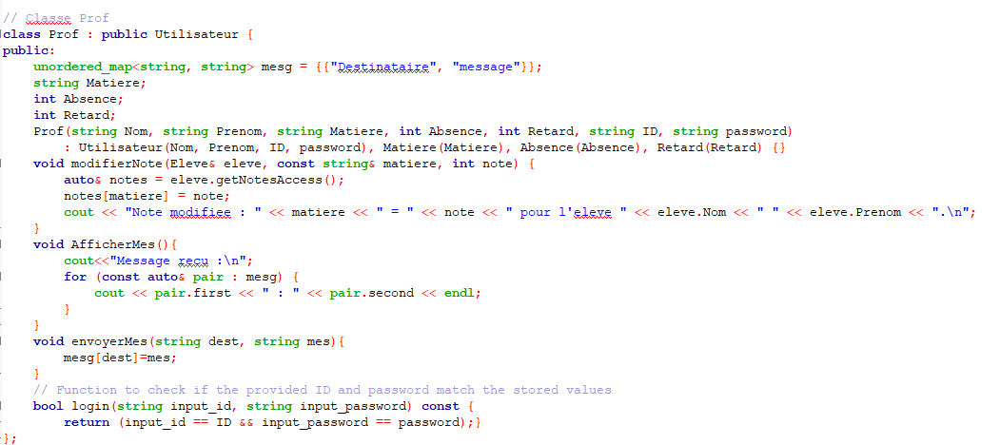 // Classe Prof
class Prof : public Utilisateur {
public:
    unordered_map<string, string> mesg = {{"Destinataire", "message"}};
    string Matiere;
    int Absence;
    int Retard;
    Prof(string Nom, string Prenom, string Matiere, int Absence, int Retard, string ID, string password)
        : Utilisateur(Nom, Prenom, ID, password), Matiere(Matiere), Absence(Absence), Retard(Retard) {}
    void modifierNote(Eleve& eleve, const string& matiere, int note) {
        auto& notes = eleve.getNotesAccess();
        notes[matiere] = note;
        cout << "Note modifiee : " << matiere << " = " << note << " pour l'eleve " << eleve.Nom << " " << eleve.Prenom << ".\n";
    }
    void AfficherMes(){
        cout<<"Message recu :\n";
        for (const auto& pair : mesg) {
            cout << pair.first << " : " << pair.second << endl;
        }
    }
    void envoyerMes(string dest, string mes){
        mesg[dest]=mes;
    }
    // Function to check if the provided ID and password match the stored values
    bool login(string input_id, string input_password) const {
        return (input_id == ID && input_password == password);}
};